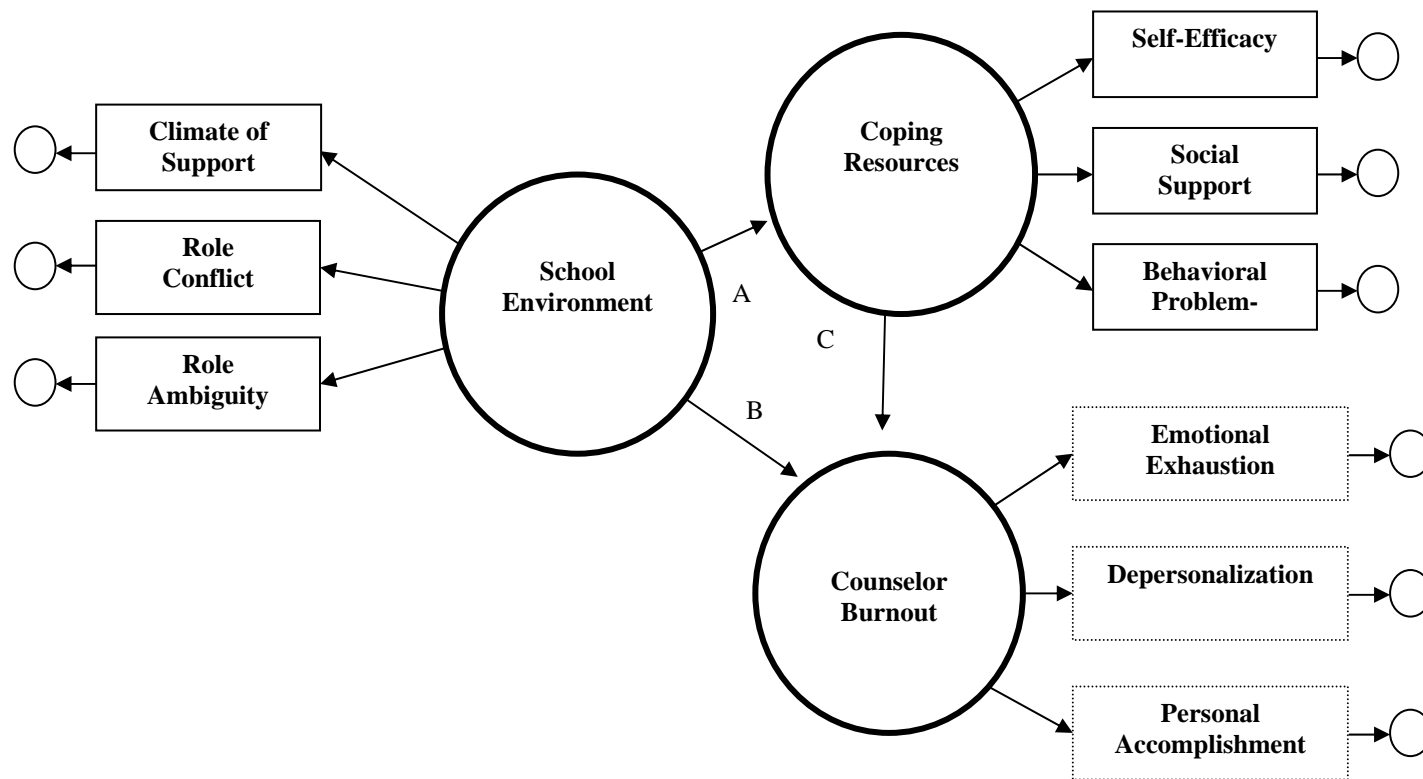 Climate of
Support
Role
Conflict
Role
Ambiguity
School
Environment
A
B
C
Coping
Resources
Self-Efficacy
Social
Support
Behavioral
Problem-
Counselor
Burnout
Emotional
Exhaustion
Depersonalization
Personal
Accomplishment